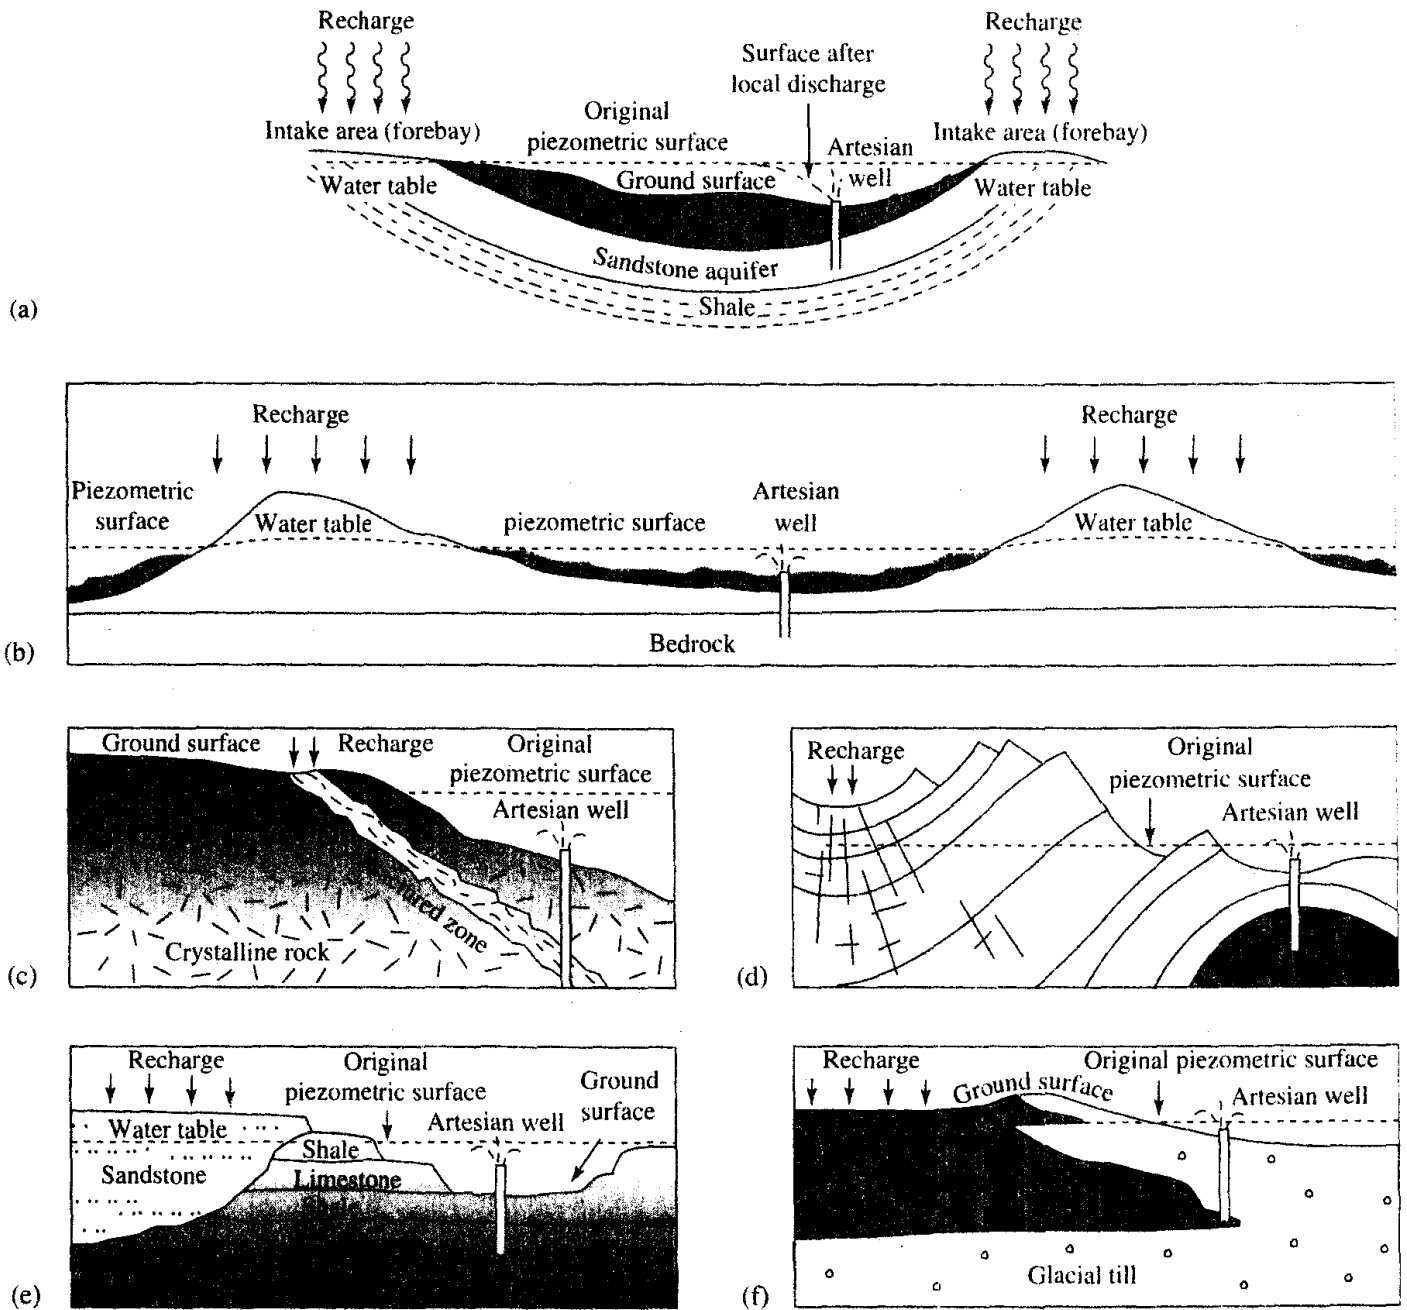 Recharge
Recharge
Surface after
local discharge
Original
piezometric surface
Intake area (forebay)
Intake area (forebay)
Artesian
well
Water table
Ground surface
Water table
Sandstone aquifer
Shale
(a)
Recharge
Recharge
Piezometric
surface
Water table
piezometric surface
Artesian
well
Water table
Bedrock
(b)
Ground surface
Recharge
Original
piezometric surface
Artesian well
zone
Crystalline rock
(c)
Recharge
Original
piezometric surface
Artesian well
(d)
Recharge
Original
piezometric surface
Ground
surface
Water table
Artesian well
Shale
Sandstone
Limestone
Shale
(e)
Recharge
Original piezometric surface
Ground surface
Artesian well
Glacial till
(f)